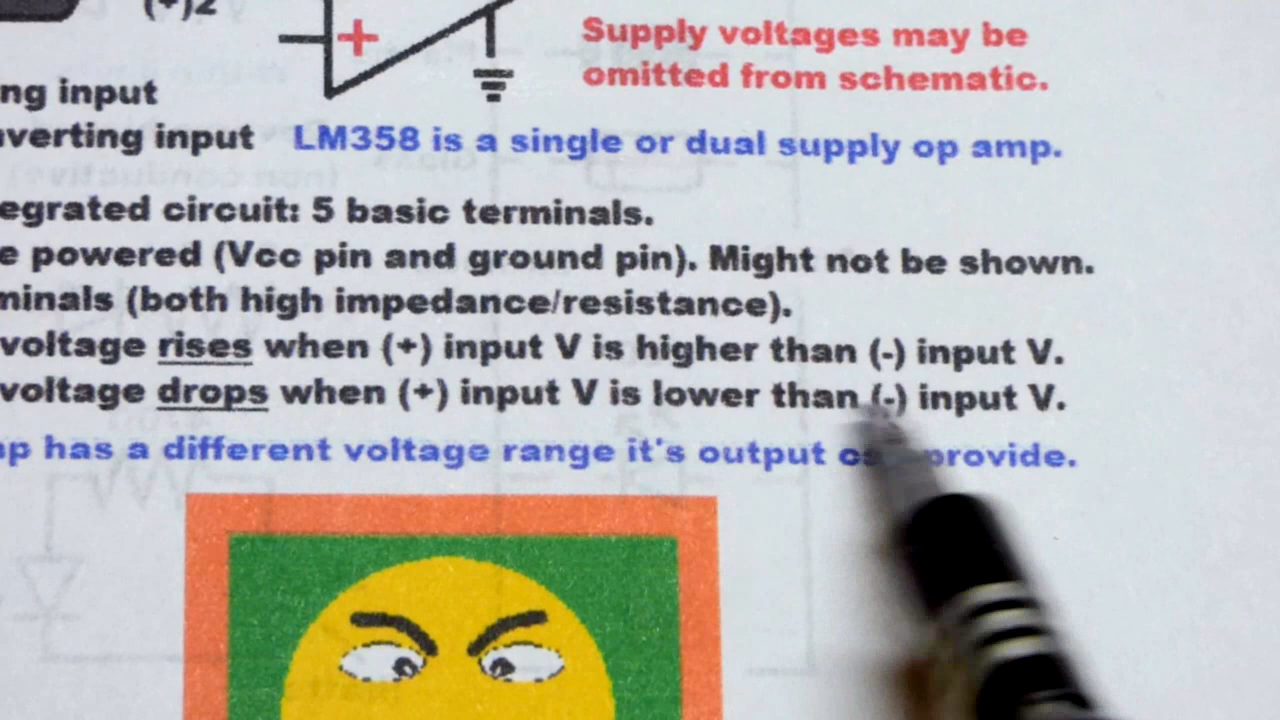 (+)2
+
Supply voltages may be
omitted from schematic.
ng input
verting input
LM358 is a single or dual supply op amp.
egrated circuit: 5 basic terminals.
e powered (Vcc pin and ground pin). Might not be shown.
minals (both high impedance/resistance).
voltage rises when (+) input V is higher than (-) input V.
voltage drops when (+) input V is lower than (-) input V.
p has a different voltage range it's output provide.